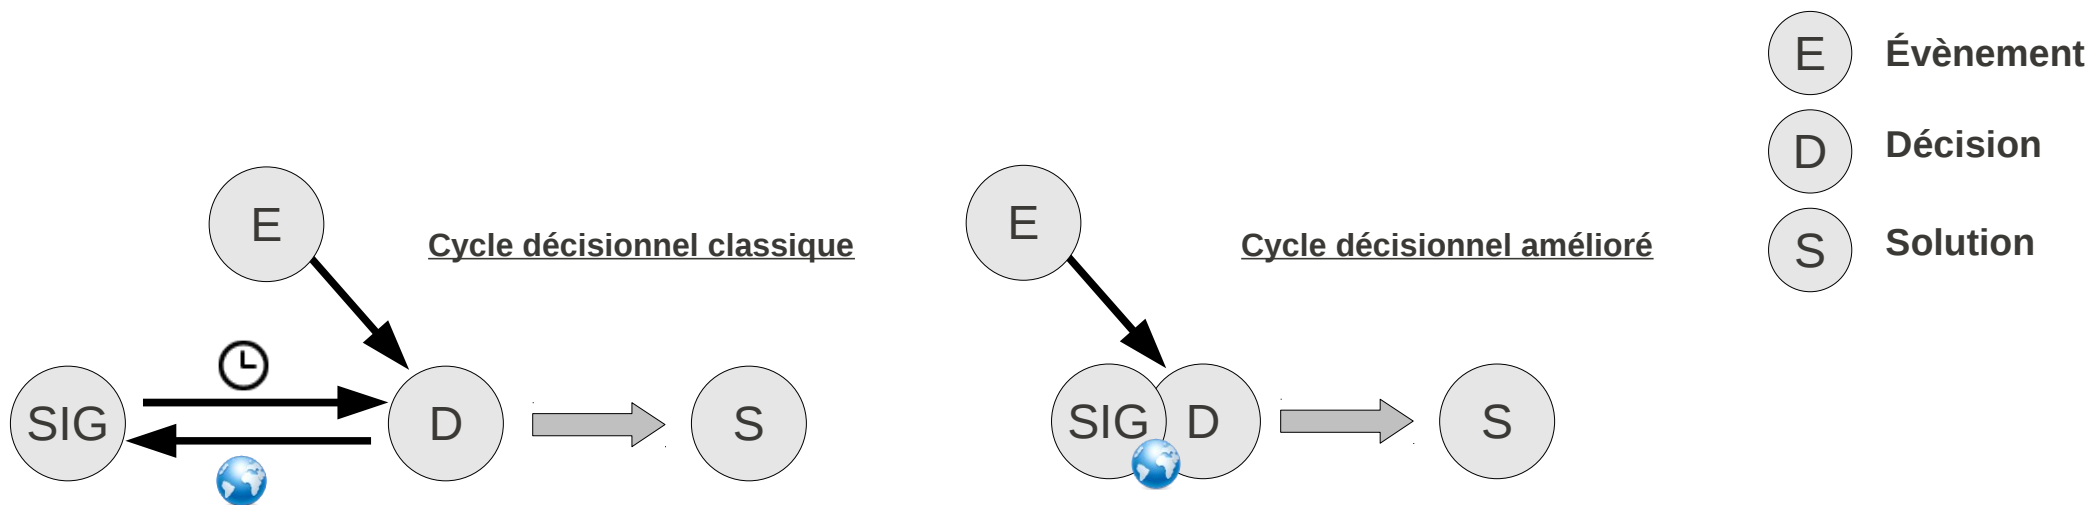 E Évènement
D Décision
S Solution
E
Cycle décisionnel classique
SIG
D
S
E
Cycle décisionnel amélioré
SIG
D
S